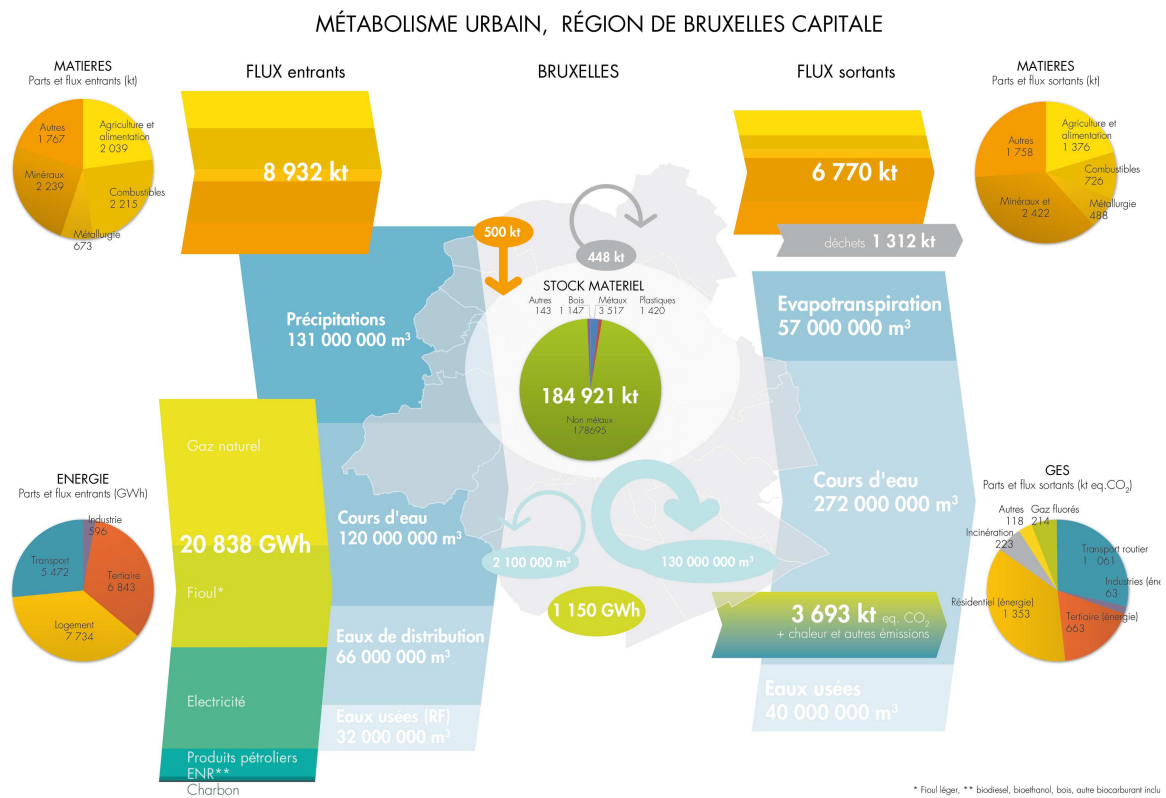 MÉTABOLISME URBAIN, RÉGION DE BRUXELLES CAPITALE
MATIERES
Parts et flux entrants (kt)
Autres
1 767
Agriculture et
alimentation
2 039
Minéraux
2 239
Combustibles
2 215
Métallurgie
673
FLUX entrants
8 932 kt
BRUXELLES
FLUX sortants
6 770 kt
déchets 1 312 kt
MATIERES
Parts et flux sortants (kt)
Autres
1 758
Agriculture et
alimentation
1 376
Combustibles
726
Métallurgie
488
Minéraux et
2 422
500 kt
448 kt
STOCK MATERIEL
Autres
143
Bois
1 147
Métaux
3 517
Plastiques
1 420
184 921 kt
Non métaux
178695
Précipitations
131 000 000 m³
Cours d'eau
120 000 000 m³
Eaux de distribution
66 000 000 m³
Eaux usées (RF)
32 000 000 m³
2 100 000 m³
130 000 000 m³
1 150 GWh
Evapotranspiration
57 000 000 m³
Cours d'eau
272 000 000 m³
3 693 kt eq. CO₂
+ chaleur et autres émissions
Eaux usées
40 000 000 m³
ENERGIE
Parts et flux entrants (GWh)
Industrie
596
Transport
5 472
Tertiaire
6 843
Logement
7 734
Gaz naturel
20 838 GWh
Fioul*
Electricité
Produits pétroliers
ENR**
Charbon
GES
Parts et flux sortants (kt eq.CO₂)
Autres
118
Gaz fluorés
214
Incinération
223
Transport routier
1 061
Industries (éne
63
Résidentiel (énergie)
1 353
Tertiaire (énergie)
663
* Fioul léger, ** biodiesel, bioethanol, bois, autre biocarburant inclu